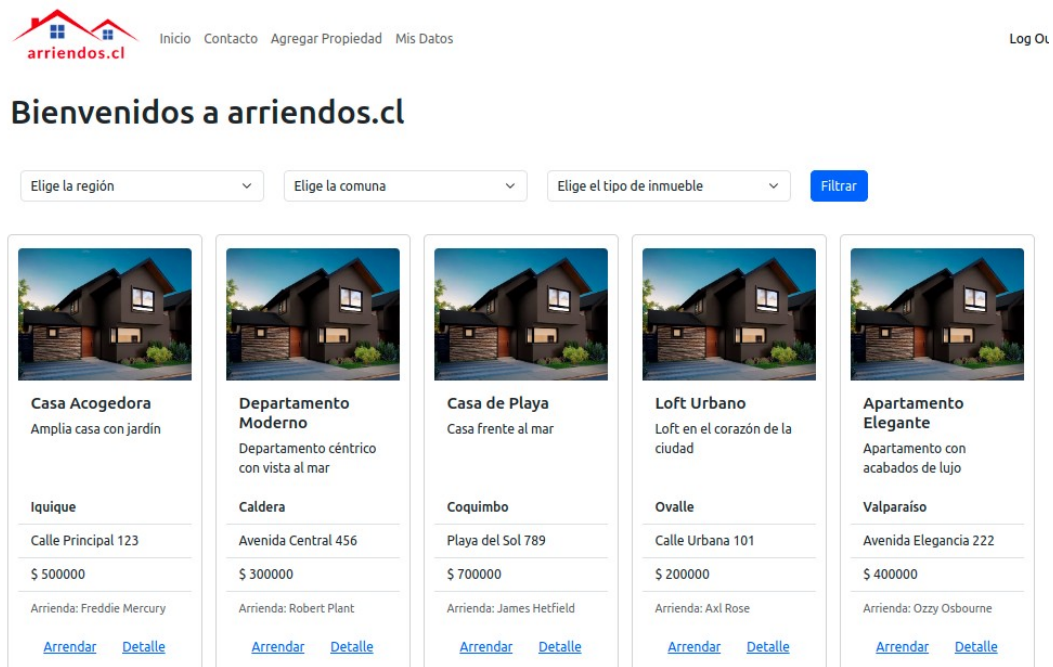 arriendos.cl
Inicio Contacto Agregar Propiedad Mis Datos
Log Ou
Bienvenidos a arriendos.cl
Elige la región
Elige la comuna
Elige el tipo de inmueble
Filtrar
Casa Acogedora
Amplia casa con jardín
Iquique
Calle Principal 123
$ 500000
Arrienda: Freddie Mercury
Arrendar Detalle
Departamento
Moderno
Departamento céntrico
con vista al mar
Caldera
Avenida Central 456
$ 300000
Arrienda: Robert Plant
Arrendar Detalle
Casa de Playa
Casa frente al mar
Coquimbo
Playa del Sol 789
$ 700000
Arrienda: James Hetfield
Arrendar Detalle
Loft Urbano
Loft en el corazón de la
ciudad
Ovalle
Calle Urbana 101
$ 200000
Arrienda: Axl Rose
Arrendar Detalle
Apartamento
Elegante
Apartamento con
acabados de lujo
Valparaíso
Avenida Elegancia 222
$ 400000
Arrienda: Ozzy Osbourne
Arrendar Detalle